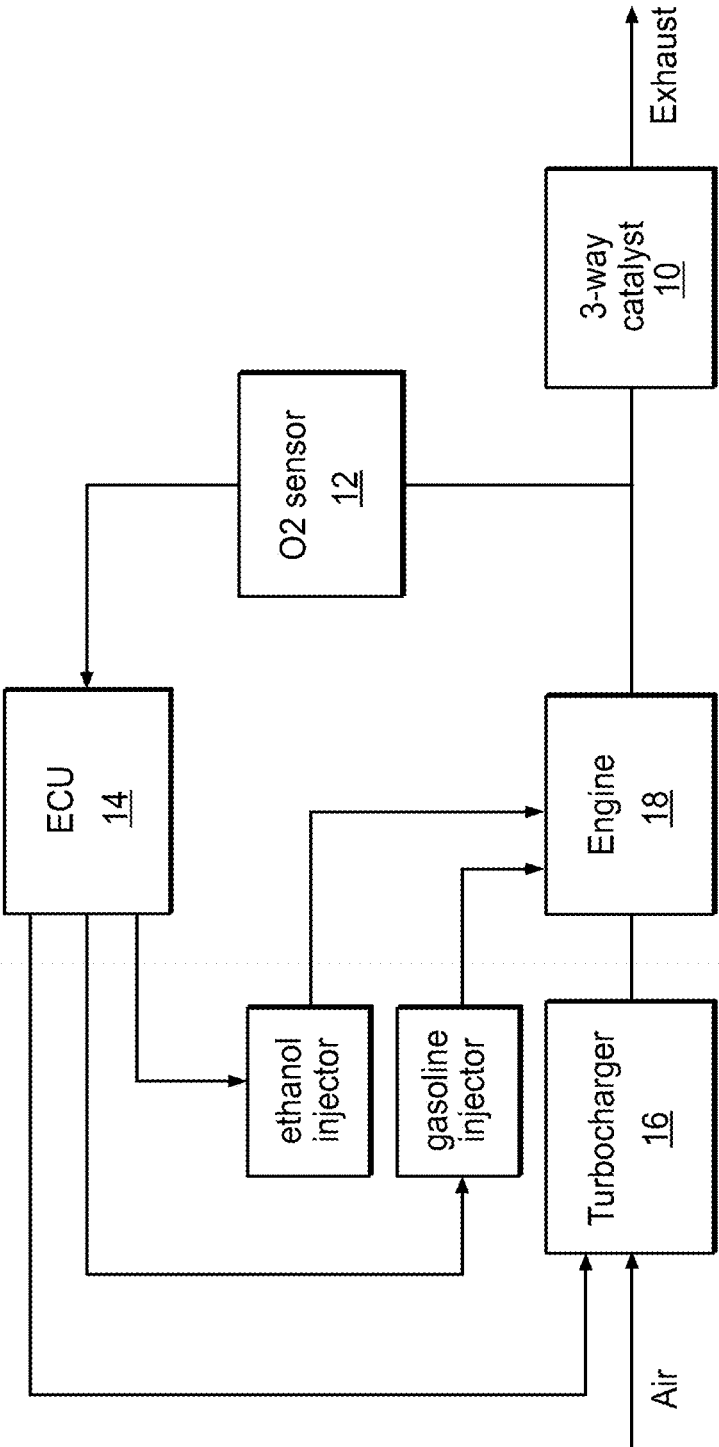 ECU
14
O2 sensor
12
ethanol
injector
gasoline
injector
Air
Turbocharger
16
Engine
18
3-way
catalyst
10
Exhaust